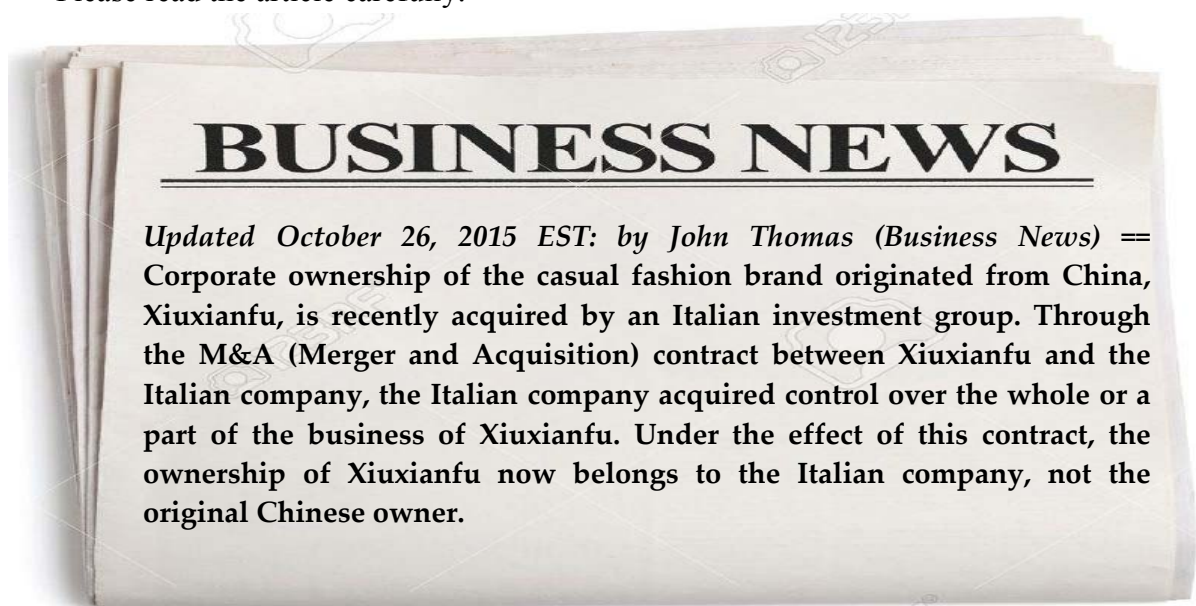 Please read the article carefully.
BUSINESS NEWS
Updated October 26, 2015 EST: by John Thomas (Business News) ==
Corporate ownership of the casual fashion brand originated from China,
Xiuxianfu, is recently acquired by an Italian investment group. Through
the M&A (Merger and Acquisition) contract between Xiuxianfu and the
Italian company, the Italian company acquired control over the whole or a
part of the business of Xiuxianfu. Under the effect of this contract, the
ownership of Xiuxianfu now belongs to the Italian company, not the
original Chinese owner.